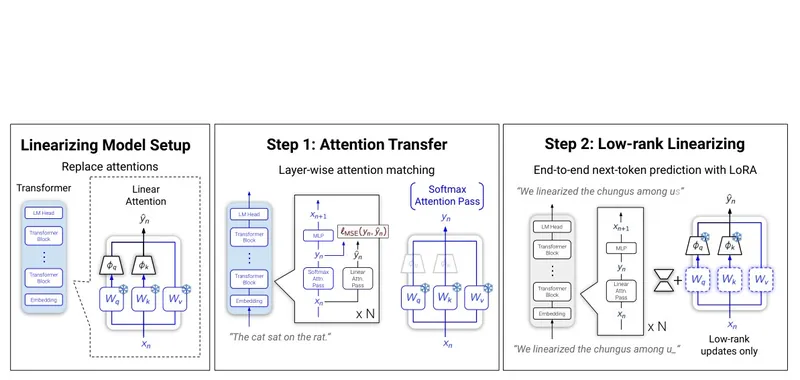 Linearizing Model Setup
Replace attentions
Transformer
LM Head
Transformer Block
Transformer Block
Embedding
Linear Attention
ŷn
ϕq
ϕk
Wq
Wk
Wv
xn
Step 1: Attention Transfer
Layer-wise attention matching
LM Head
Transformer Block
Transformer Block
Embedding
xn+1
MLP
ℓMSE(yn, ŷn)
yn
ŷn
Softmax Attn. Pass
Linear Attn. Pass
xn
x N
"The cat sat on the rat."
Softmax Attention Pass
yn
ϕq
ϕk
Wq
Wk
Wv
xn
Step 2: Low-rank Linearizing
End-to-end next-token prediction with LoRA
"We linearized the chungus among us"
LM Head
Transformer Block
Transformer Block
Embedding
xn+1
MLP
yn
Linear Attn. Pass
xn
x N
"We linearized the chungus among u_"
+
ŷn
ϕq
ϕk
Wq
Wk
Wv
xn
Low-rank updates only